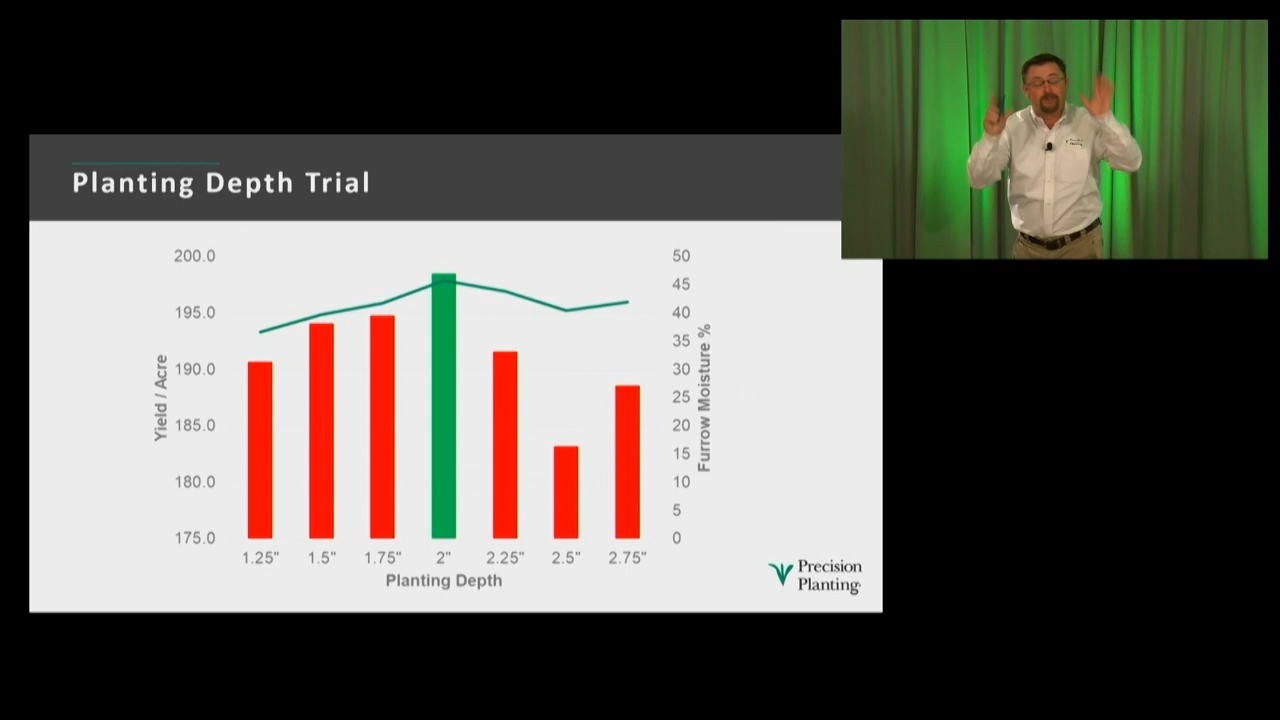 Planting Depth Trial
200.0
195.0
190.0
185.0
180.0
175.0
Yield / Acre
50
45
40
35
30
25
20
15
10
5
0
Furrow Moisture %
1.25" 1.5" 1.75" 2" 2.25" 2.5" 2.75"
Planting Depth
Precision
Planting